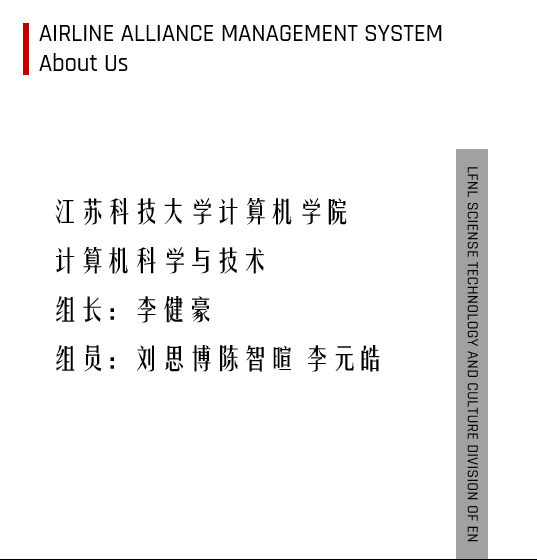 AIRLINE ALLIANCE MANAGEMENT SYSTEM
About Us
江苏科技大学计算机学院
计算机科学与技术
组长：李健豪
组员：刘思博陈智暄 李元皓
LFNL SCIENSE TECHNOLOGY AND CULTURE DIVISION OF EN